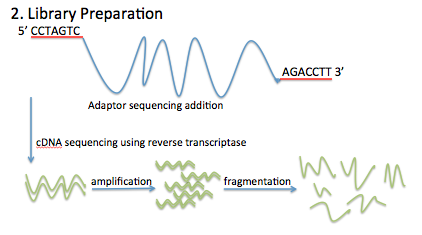 2. Library Preparation
5’ CCTAGTC
AGACCTT 3’
Adaptor sequencing addition
cDNA sequencing using reverse transcriptase
amplification
fragmentation